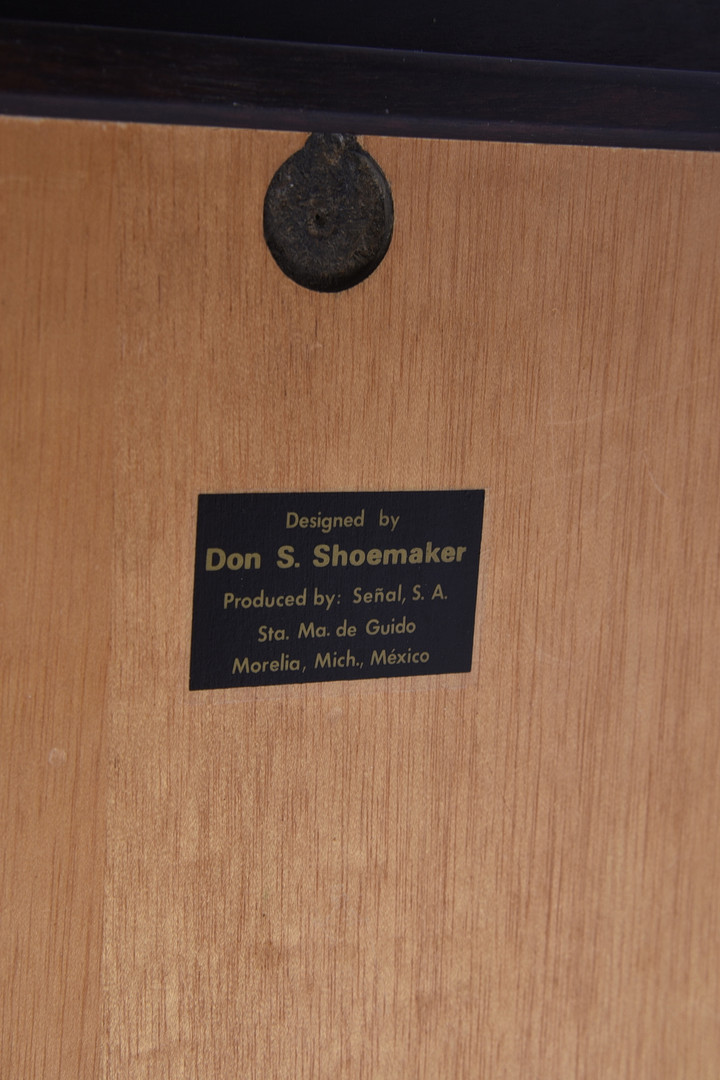 Designed by
Don S. Shoemaker
Produced by: Señal, S. A.
Sta. Ma. de Guido
Morelia, Mich., México